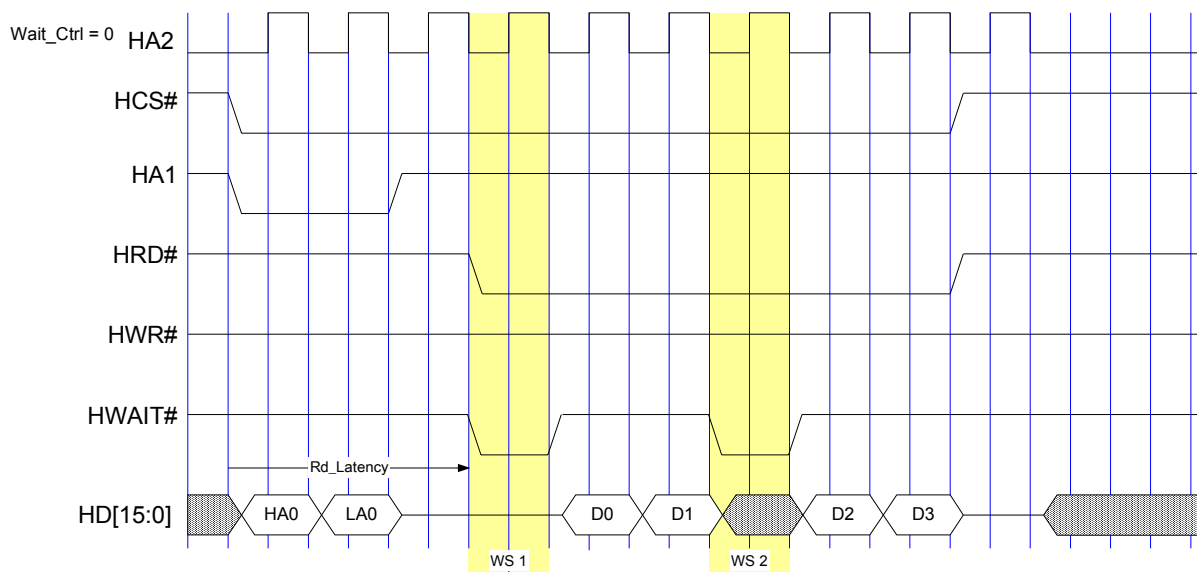 Wait_Ctrl = 0 HA2
HCS#
HA1
HRD#
HWR#
HWAIT#
Rd_Latency
HD[15:0] HA0 LA0 D0 D1 D2 D3
WS 1 WS 2